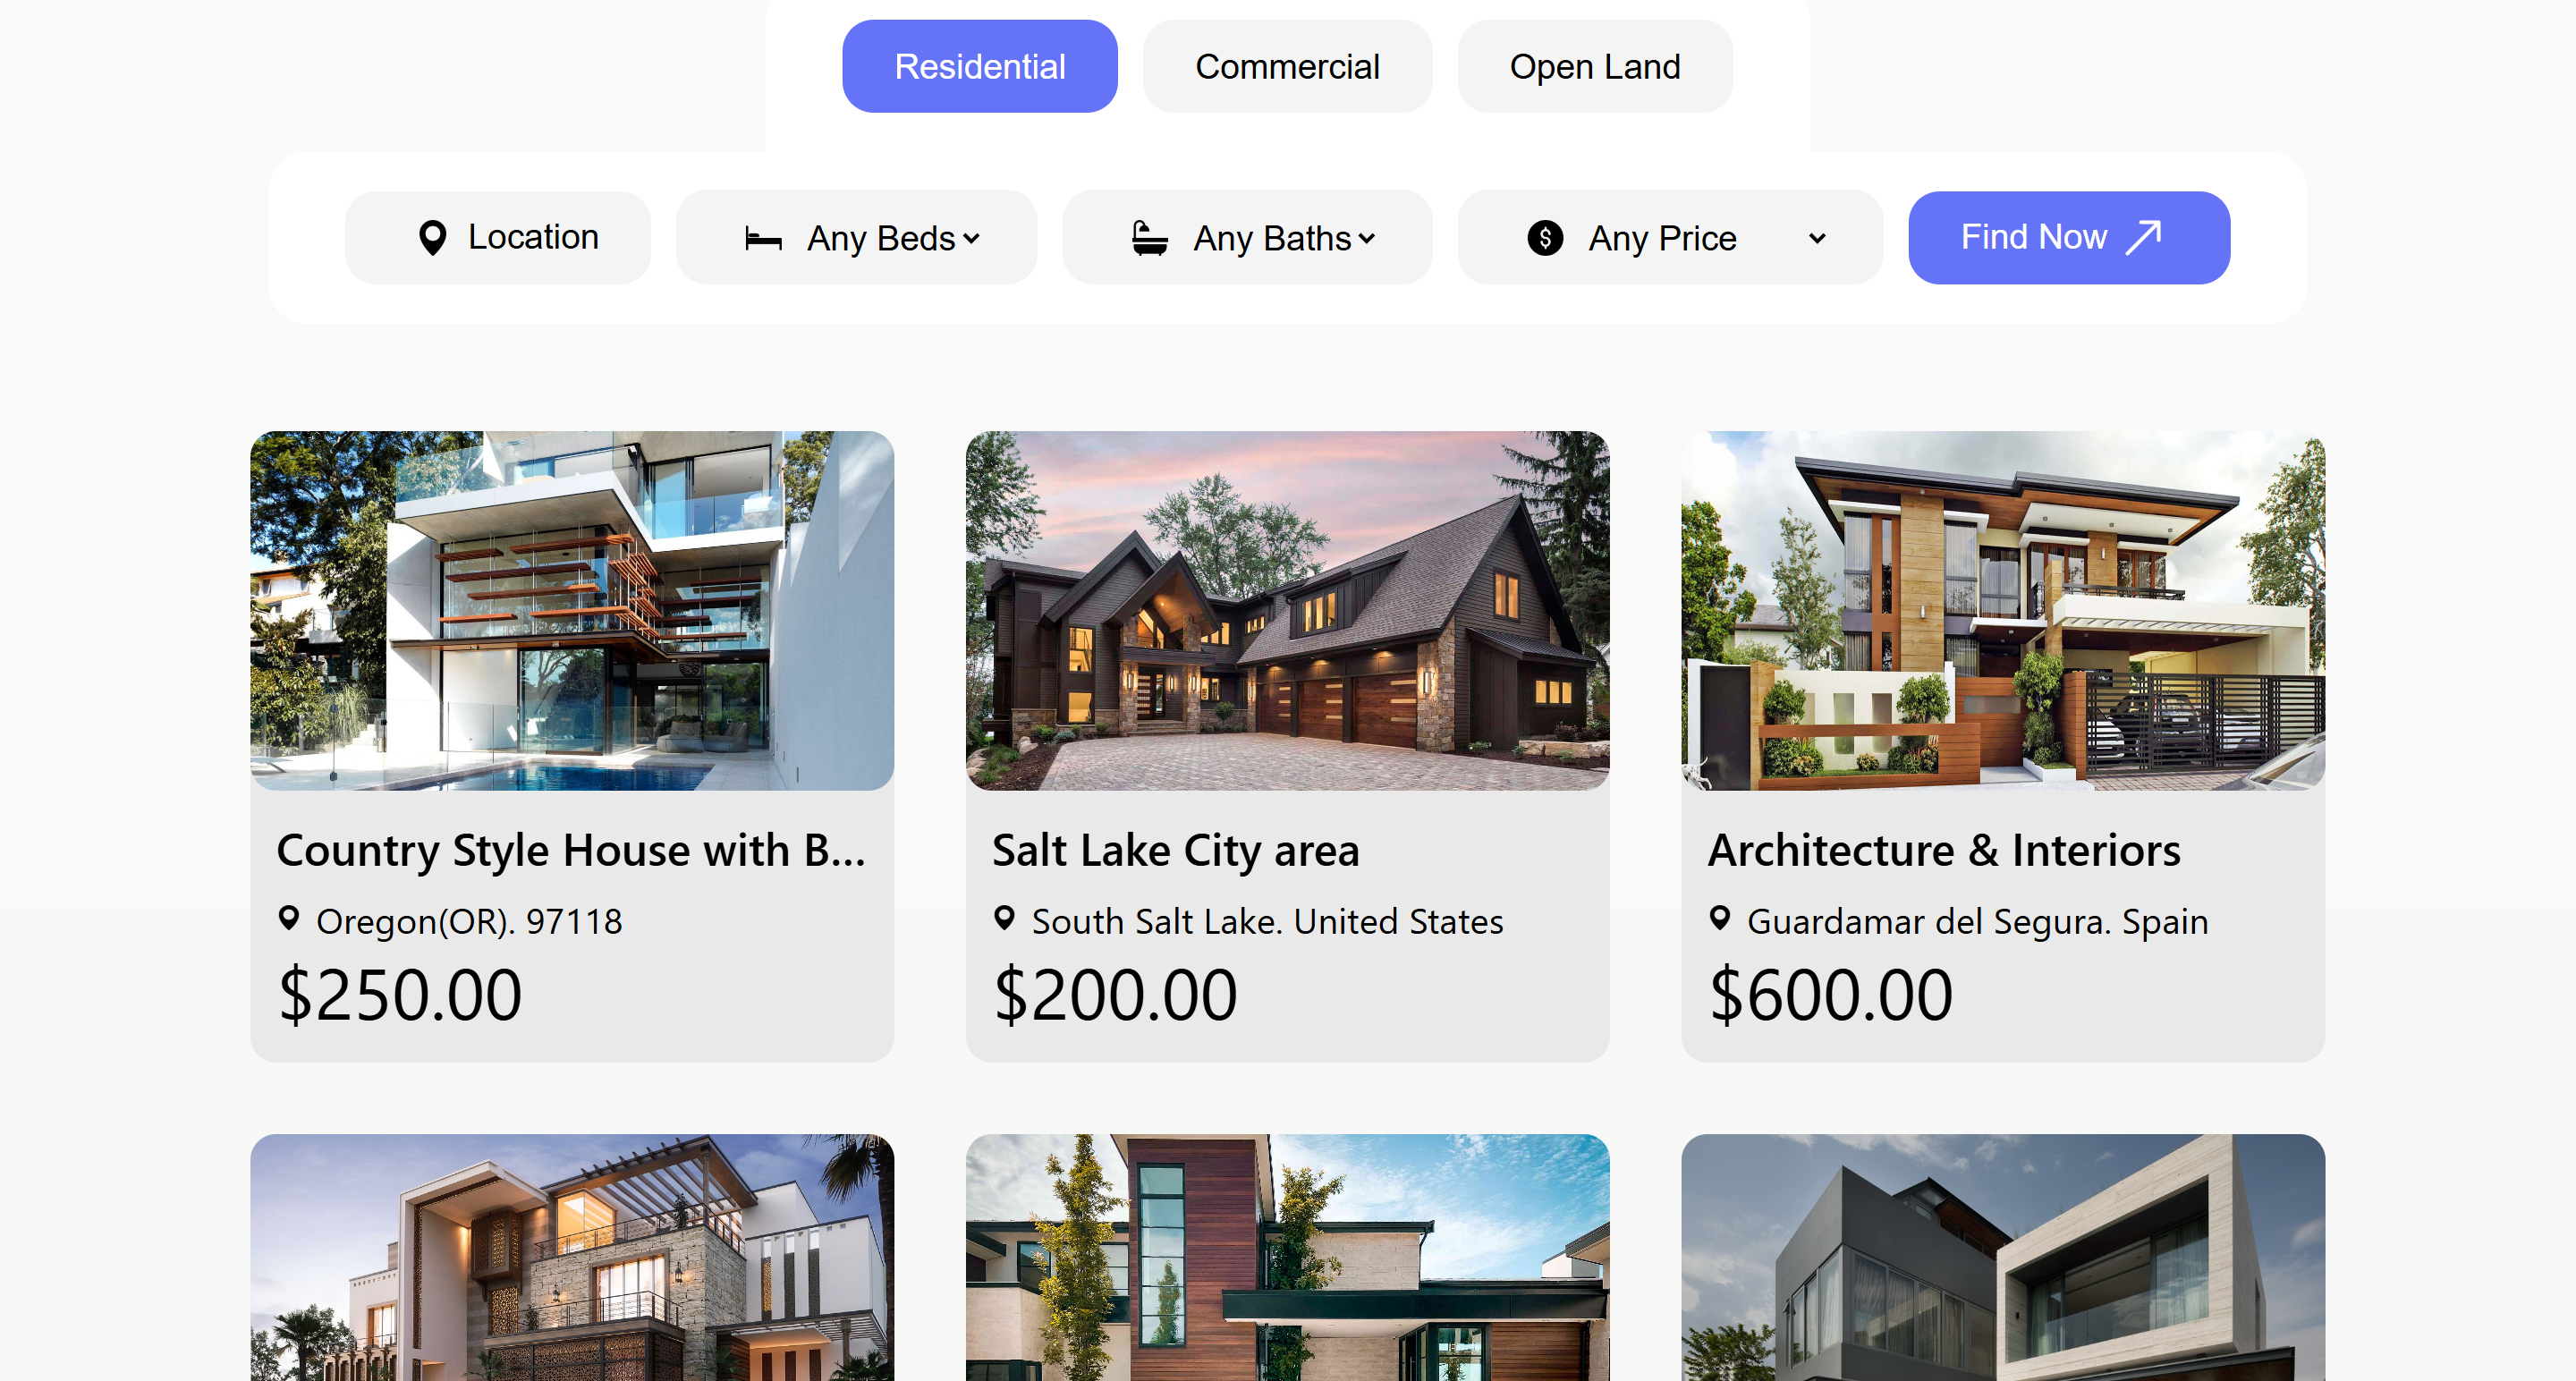 Residential
Commercial
Open Land
Location
Any Beds
Any Baths
Any Price
Find Now
Country Style House with B...
Oregon(OR). 97118
$250.00
Salt Lake City area
South Salt Lake. United States
$200.00
Architecture & Interiors
Guardamar del Segura. Spain
$600.00